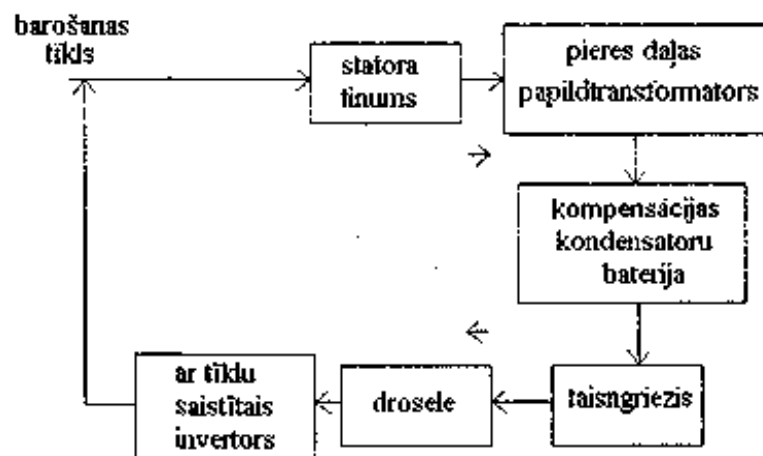 barošanas
tīkls
statora
tinums
pieres daļas
papildtransformators
kompensācijas
kondensatoru
baterija
ar tīklu
saistītais
invertors
drosele
taisngriezis